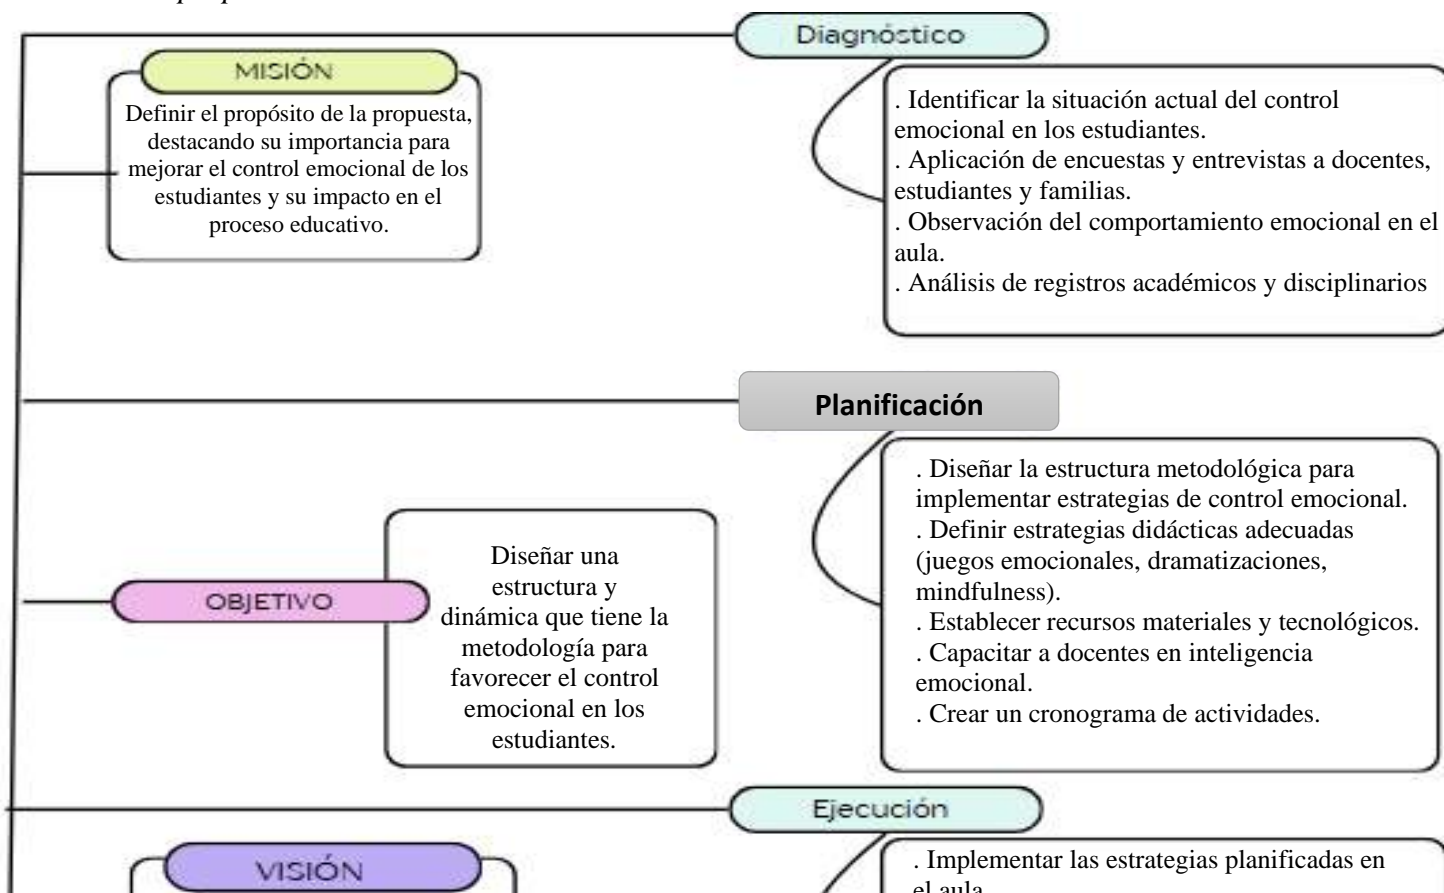 Diagnóstico
MISIÓN
Definir el propósito de la propuesta,
destacando su importancia para
mejorar el control emocional de los
estudiantes y su impacto en el
proceso educativo.
. Identificar la situación actual del control
emocional en los estudiantes.
. Aplicación de encuestas y entrevistas a docentes,
estudiantes y familias.
. Observación del comportamiento emocional en el
aula.
. Análisis de registros académicos y disciplinarios
Planificación
. Diseñar la estructura metodológica para
implementar estrategias de control emocional.
. Definir estrategias didácticas adecuadas
(juegos emocionales, dramatizaciones,
mindfulness).
. Establecer recursos materiales y tecnológicos.
. Capacitar a docentes en inteligencia
emocional.
. Crear un cronograma de actividades.
OBJETIVO
Diseñar una
estructura y
dinámica que tiene la
metodología para
favorecer el control
emocional en los
estudiantes.
Ejecución
VISIÓN
. Implementar las estrategias planificadas en
el aula